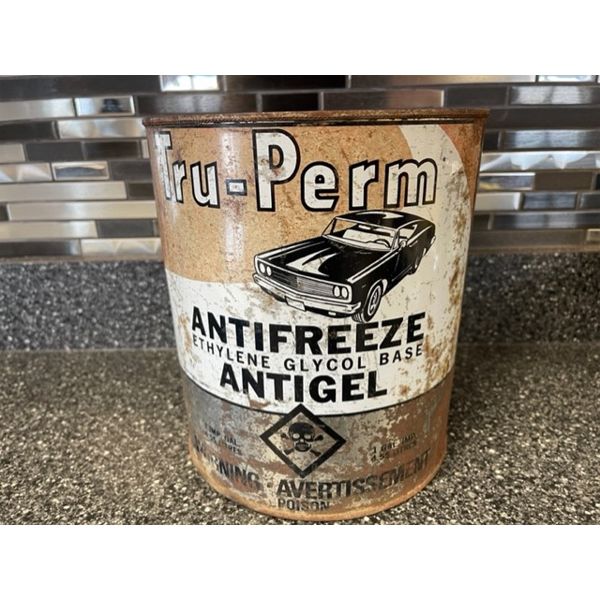 Tru-Perm
ANTIFREEZE
ETHYLENE GLYCOL BASE
ANTIGEL
WARNING · AVERTISSEMENT
POISON